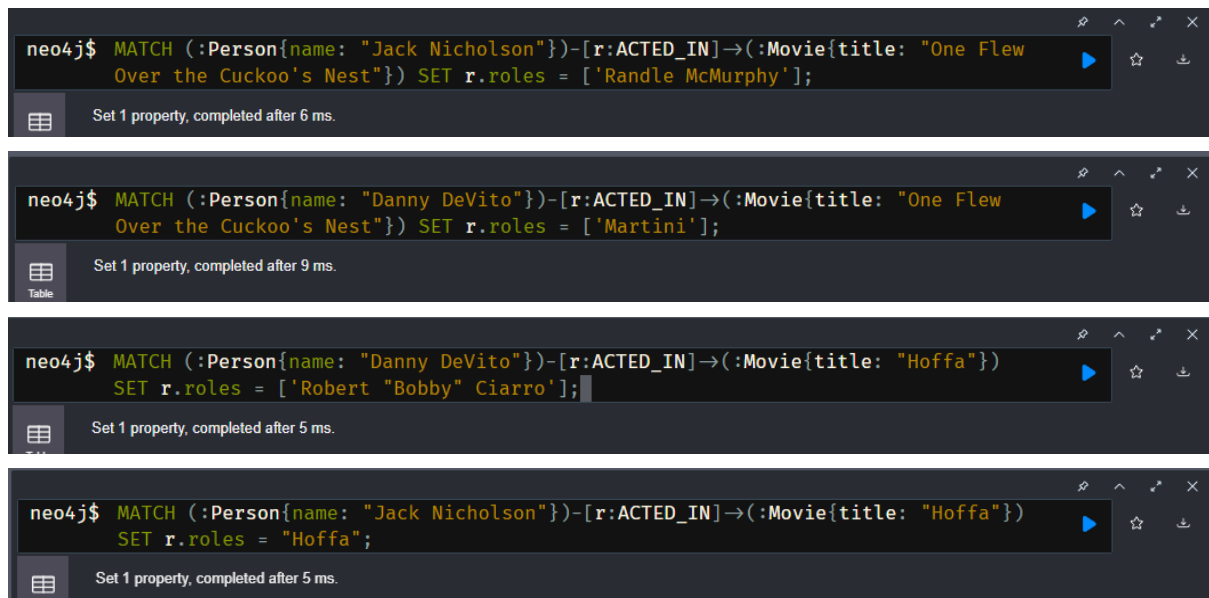 neo4j$ MATCH (:Person{name: "Jack Nicholson"})-[r:ACTED_IN]→(:Movie{title: "One Flew
Over the Cuckoo's Nest"}) SET r.roles = ['Randle McMurphy'];
Set 1 property, completed after 6 ms.
neo4j$ MATCH (:Person{name: "Danny DeVito"})-[r:ACTED_IN]→(:Movie{title: "One Flew
Over the Cuckoo's Nest"}) SET r.roles = ['Martini'];
Set 1 property, completed after 9 ms.
Table
neo4j$ MATCH (:Person{name: "Danny DeVito"})-[r:ACTED_IN]→(:Movie{title: "Hoffa"})
SET r.roles = ['Robert "Bobby" Ciarro'];
Set 1 property, completed after 5 ms.
neo4j$ MATCH (:Person{name: "Jack Nicholson"})-[r:ACTED_IN]→(:Movie{title: "Hoffa"})
SET r.roles = "Hoffa";
Set 1 property, completed after 5 ms.